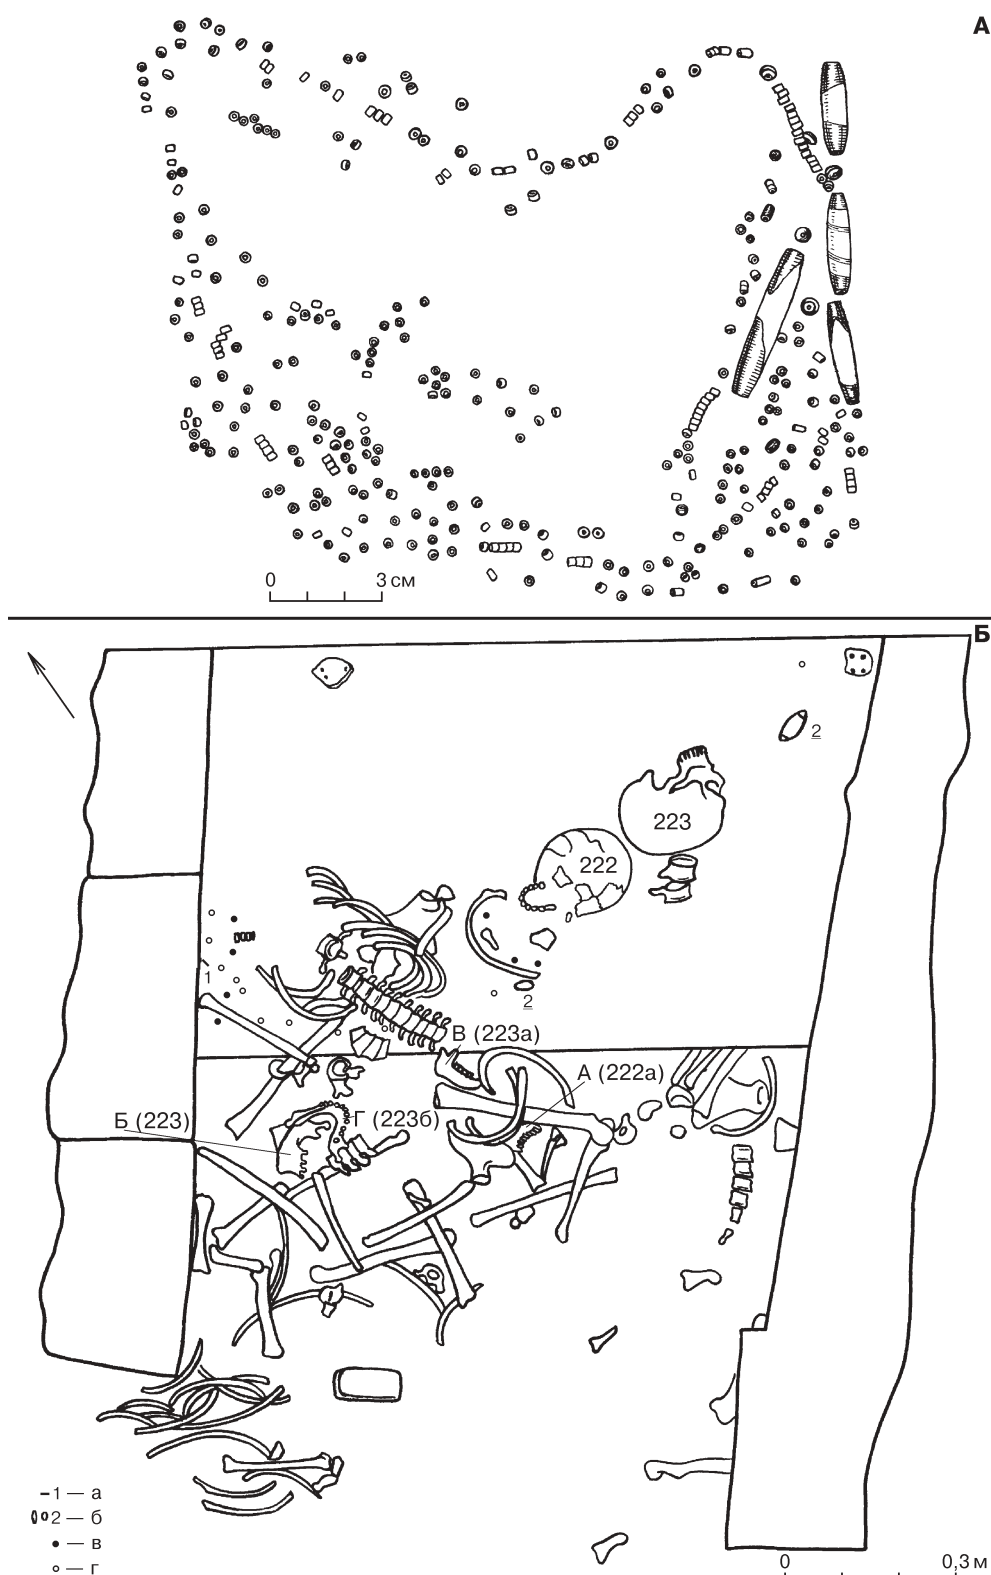 А
0 3 см
Б
2
223
222
1
2
В (223а)
А (222а)
Г (223б)
Б (223)
1 — а
2 — б
— в
— г
0 0,3 м